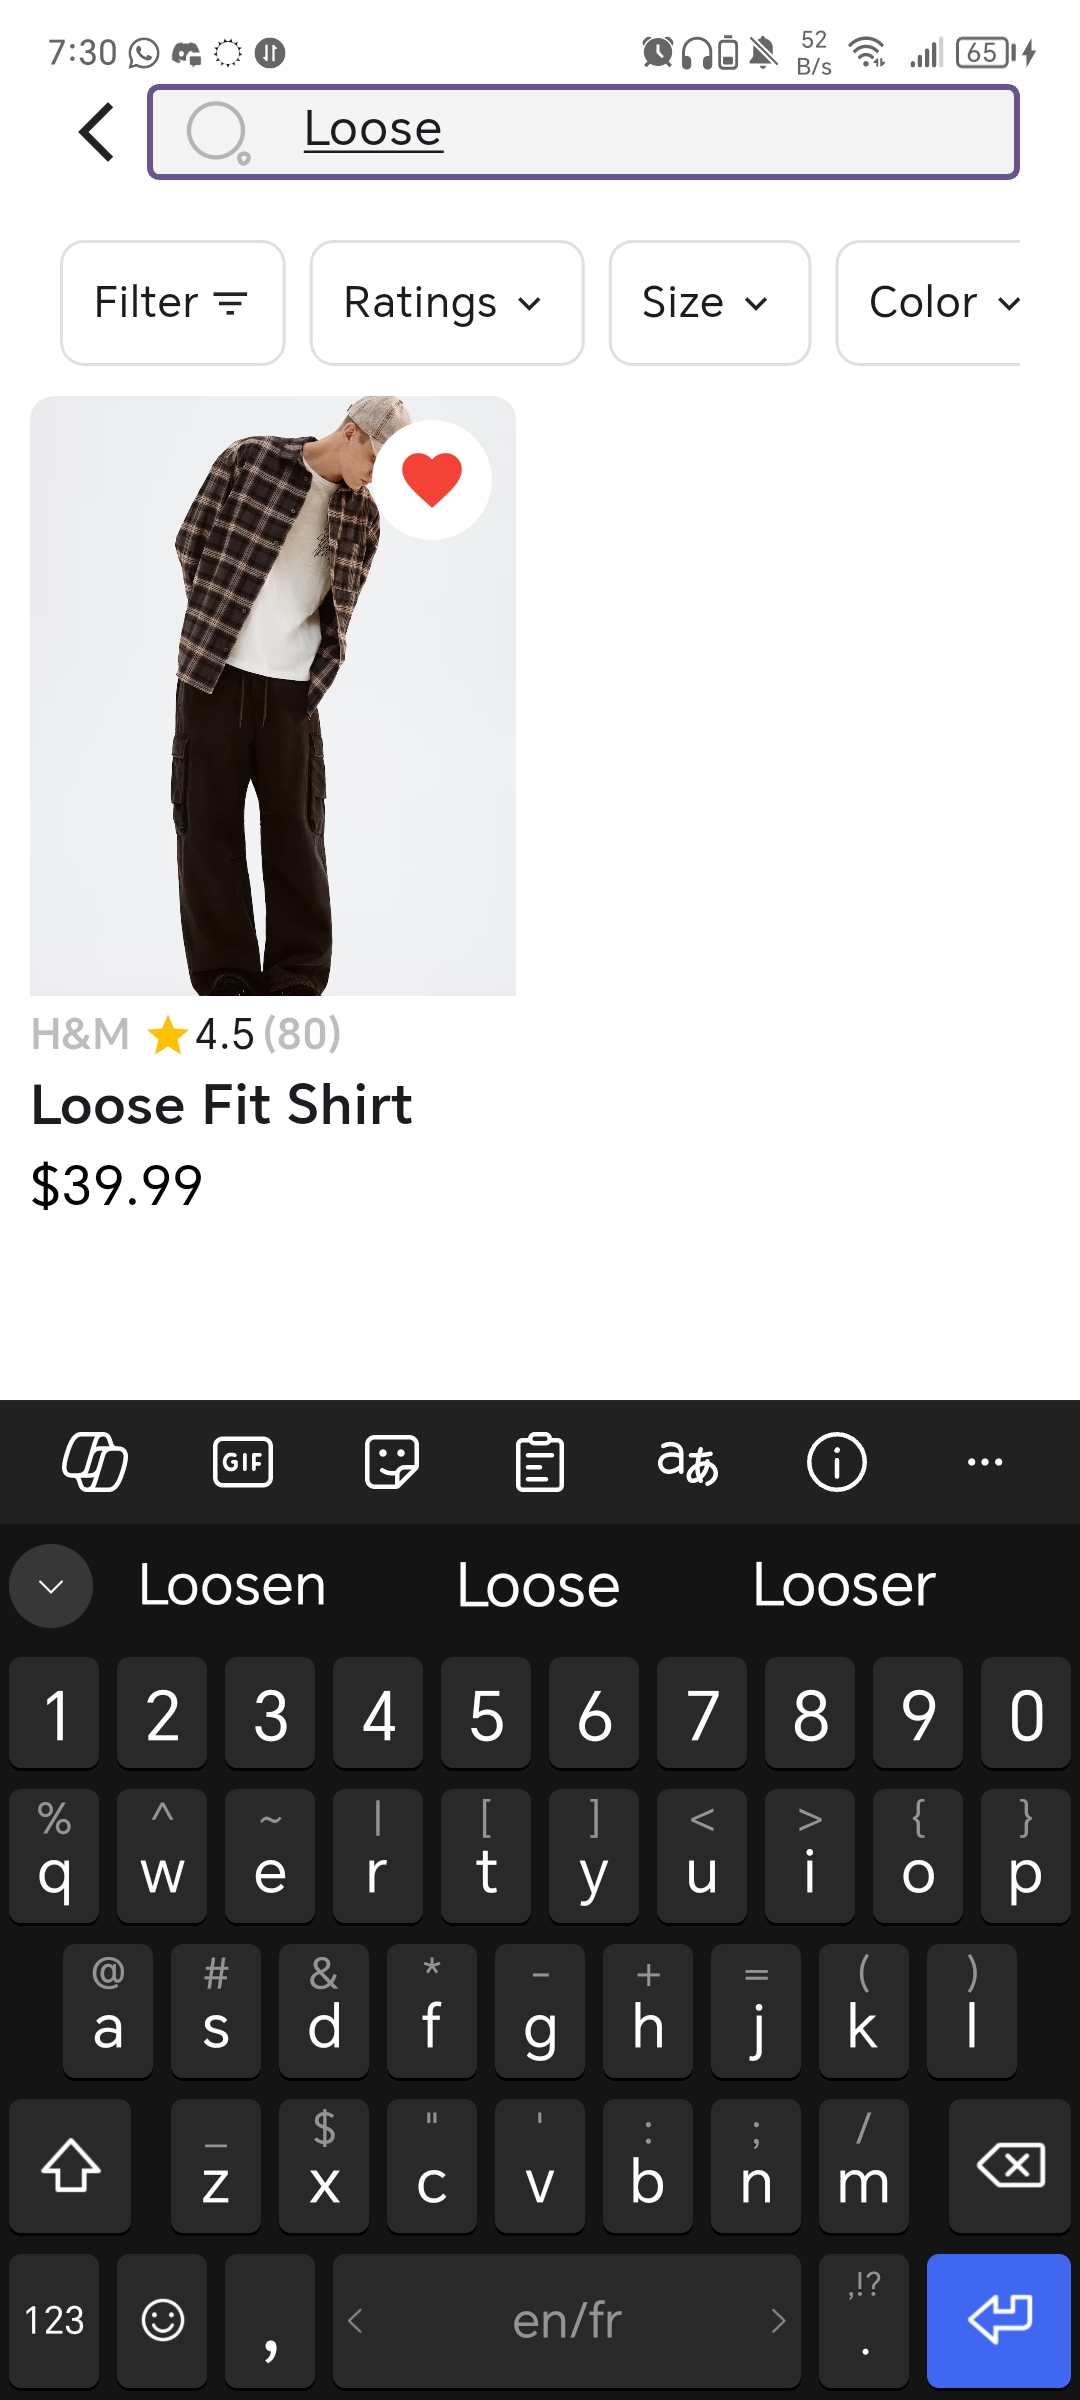 7:30 52 B/s 65
Loose
Filter Ratings Size Color
H&M 4.5 (80)
Loose Fit Shirt
$39.99
GIF aあ
Loosen Loose Looser
1 2 3 4 5 6 7 8 9 0
% ^ ~ | [ ] < > { }
q w e r t y u i o p
@ # & * - + = ( )
a s d f g h j k l
_ $ " ' : ; /
z x c v b n m
,!?
123 , en/fr .